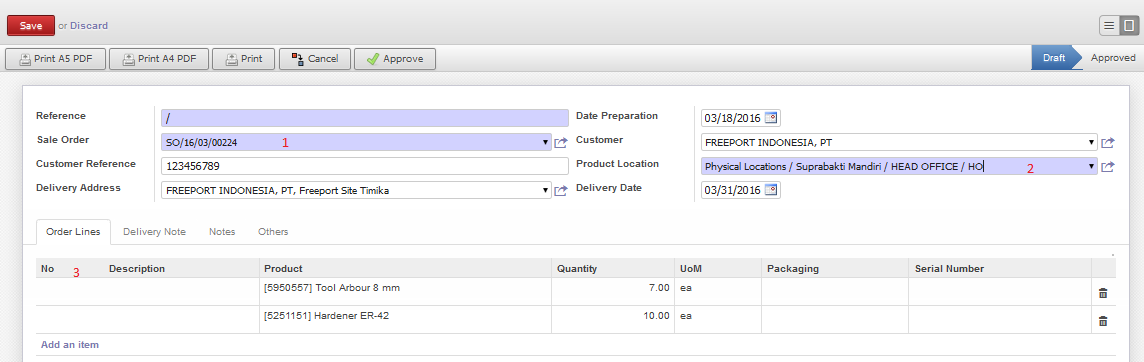 Save or Discard
Print A5 PDF Print A4 PDF Print Cancel Approve Draft Approved
Reference / Date Preparation 03/18/2016
Sale Order SO/16/03/00224 1 Customer FREEPORT INDONESIA, PT
Customer Reference 123456789 Product Location Physical Locations / Suprabakti Mandiri / HEAD OFFICE / HO 2
Delivery Address FREEPORT INDONESIA, PT, Freeport Site Timika Delivery Date 03/31/2016
Order Lines Delivery Note Notes Others
No 3 Description Product Quantity UoM Packaging Serial Number
[5950557] Tool Arbour 8 mm 7.00 ea
[5251151] Hardener ER-42 10.00 ea
Add an item